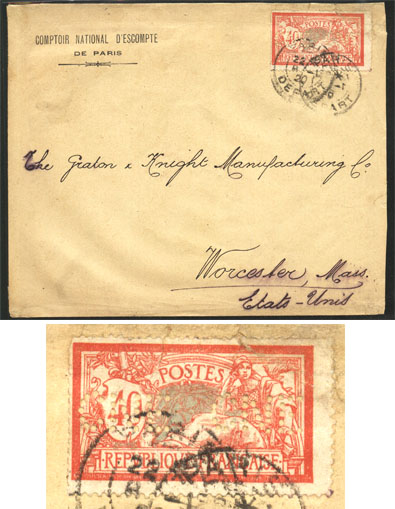 COMPTOIR NATIONAL D'ESCOMPTE
DE PARIS
POSTES
The Graton & Knight Manufacturing Co
Worcester, Mass.
Etats-Unis
POSTES
40
REPUBLIQUE FRANÇAISE